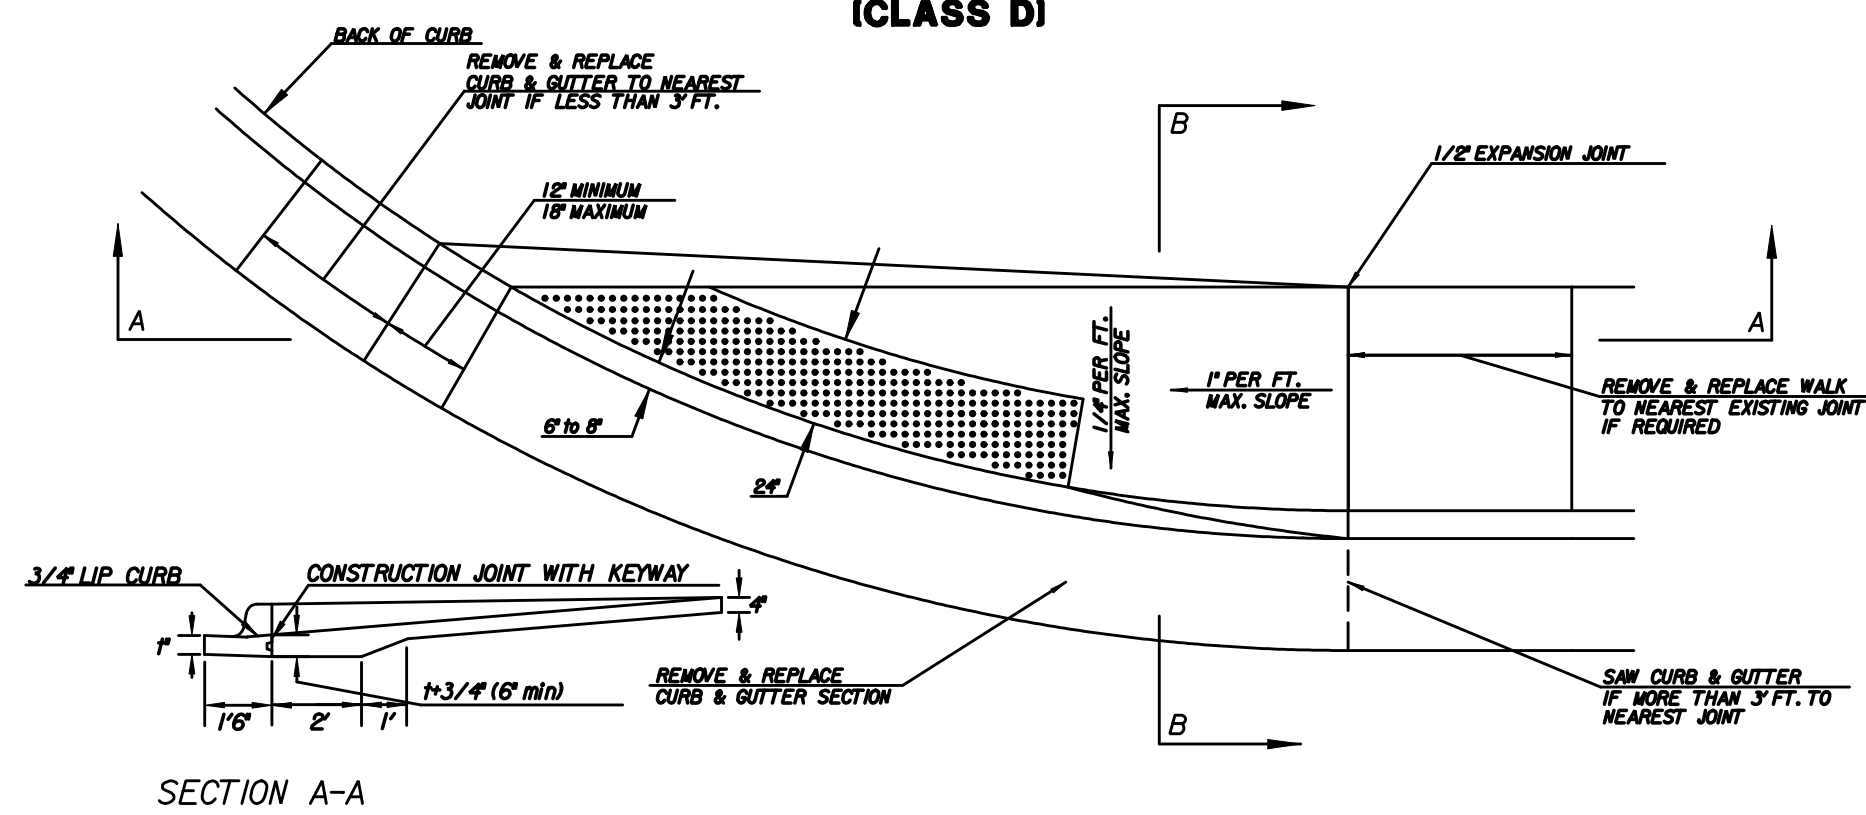 (CLASS D)
BACK OF CURB
REMOVE & REPLACE
CURB & GUTTER TO NEAREST
JOINT IF LESS THAN 3' FT.
12" MINIMUM
18" MAXIMUM
B
1/2" EXPANSION JOINT
A
A
1/4" PER FT.
MAX. SLOPE
1" PER FT.
MAX. SLOPE
REMOVE & REPLACE WALK
TO NEAREST EXISTING JOINT
IF REQUIRED
6" to 8"
24"
3/4" LIP CURB
CONSTRUCTION JOINT WITH KEYWAY
4"
t"
t+3/4" (6" min)
1'6"
2'
1'
REMOVE & REPLACE
CURB & GUTTER SECTION
SAW CURB & GUTTER
IF MORE THAN 3' FT. TO
NEAREST JOINT
B
SECTION A-A